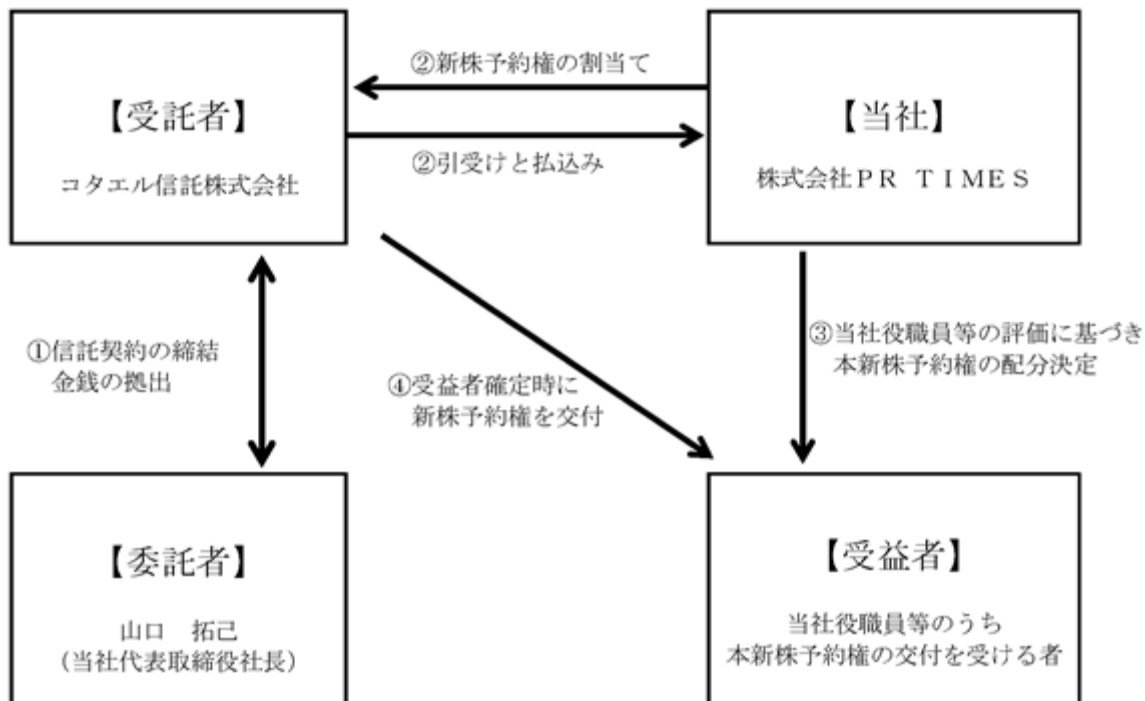 ②新株予約権の割当て
【受託者】
コタエル信託株式会社
【当社】
株式会社ＰＲ　ＴＩＭＥＳ
②引受けと払込み
①信託契約の締結
金銭の拠出
③当社役職員等の評価に基づき
本新株予約権の配分決定
④受益者確定時に
新株予約権を交付
【委託者】
山口　拓己
（当社代表取締役社長）
【受益者】
当社役職員等のうち
本新株予約権の交付を受ける者